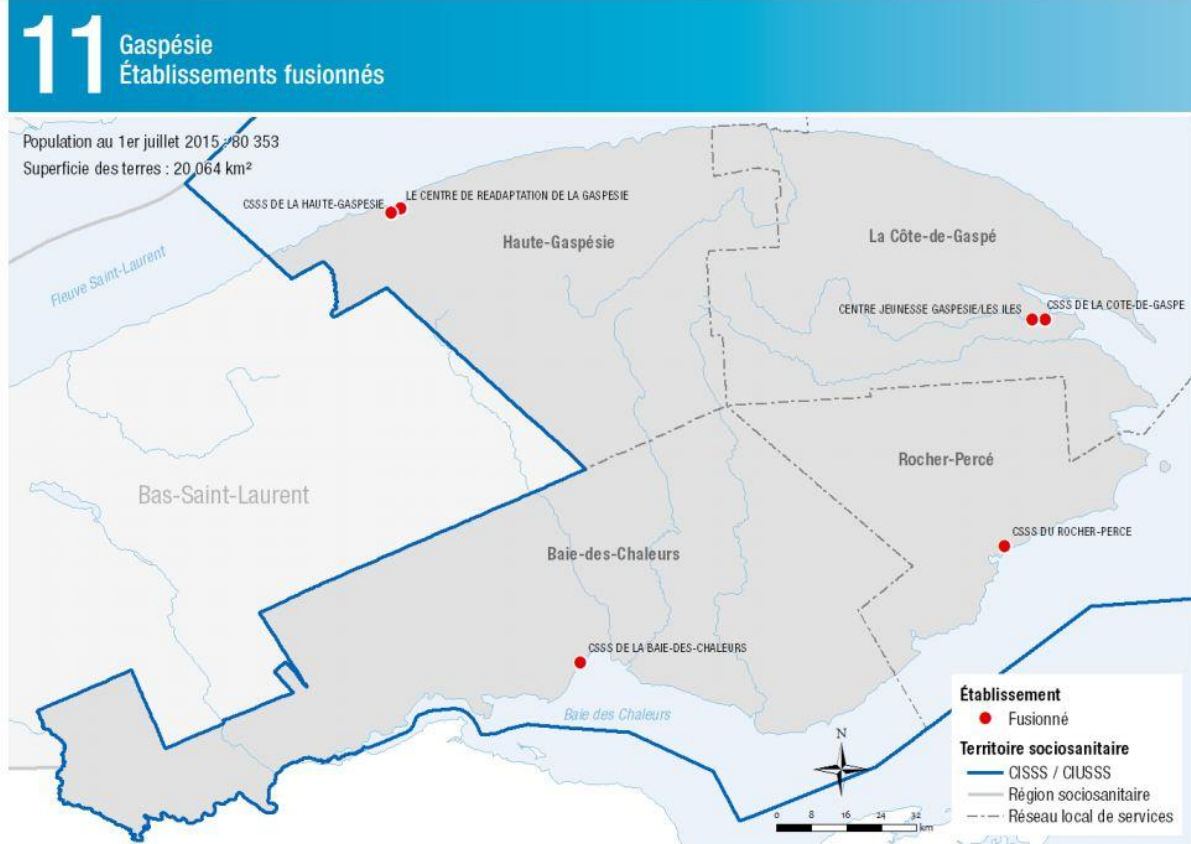 11
Gaspésie
Établissements fusionnés
Population au 1er juillet 2015 : 80 353
Superficie des terres : 20 064 km²
CSSS DE LA HAUTE-GASPESIE
LE CENTRE DE READAPTATION DE LA GASPESIE
Haute-Gaspésie
La Côte-de-Gaspé
Fleuve Saint-Laurent
CENTRE JEUNESSE GASPESIE/LES ILES
CSSS DE LA COTE-DE-GASPE
Rocher-Percé
Bas-Saint-Laurent
CSSS DU ROCHER-PERCE
Baie-des-Chaleurs
CSSS DE LA BAIE-DES-CHALEURS
Baie des Chaleurs
N
0 8 16 24 32
km
Établissement
Fusionné
Territoire sociosanitaire
CISSS / CIUSSS
Région sociosanitaire
Réseau local de services